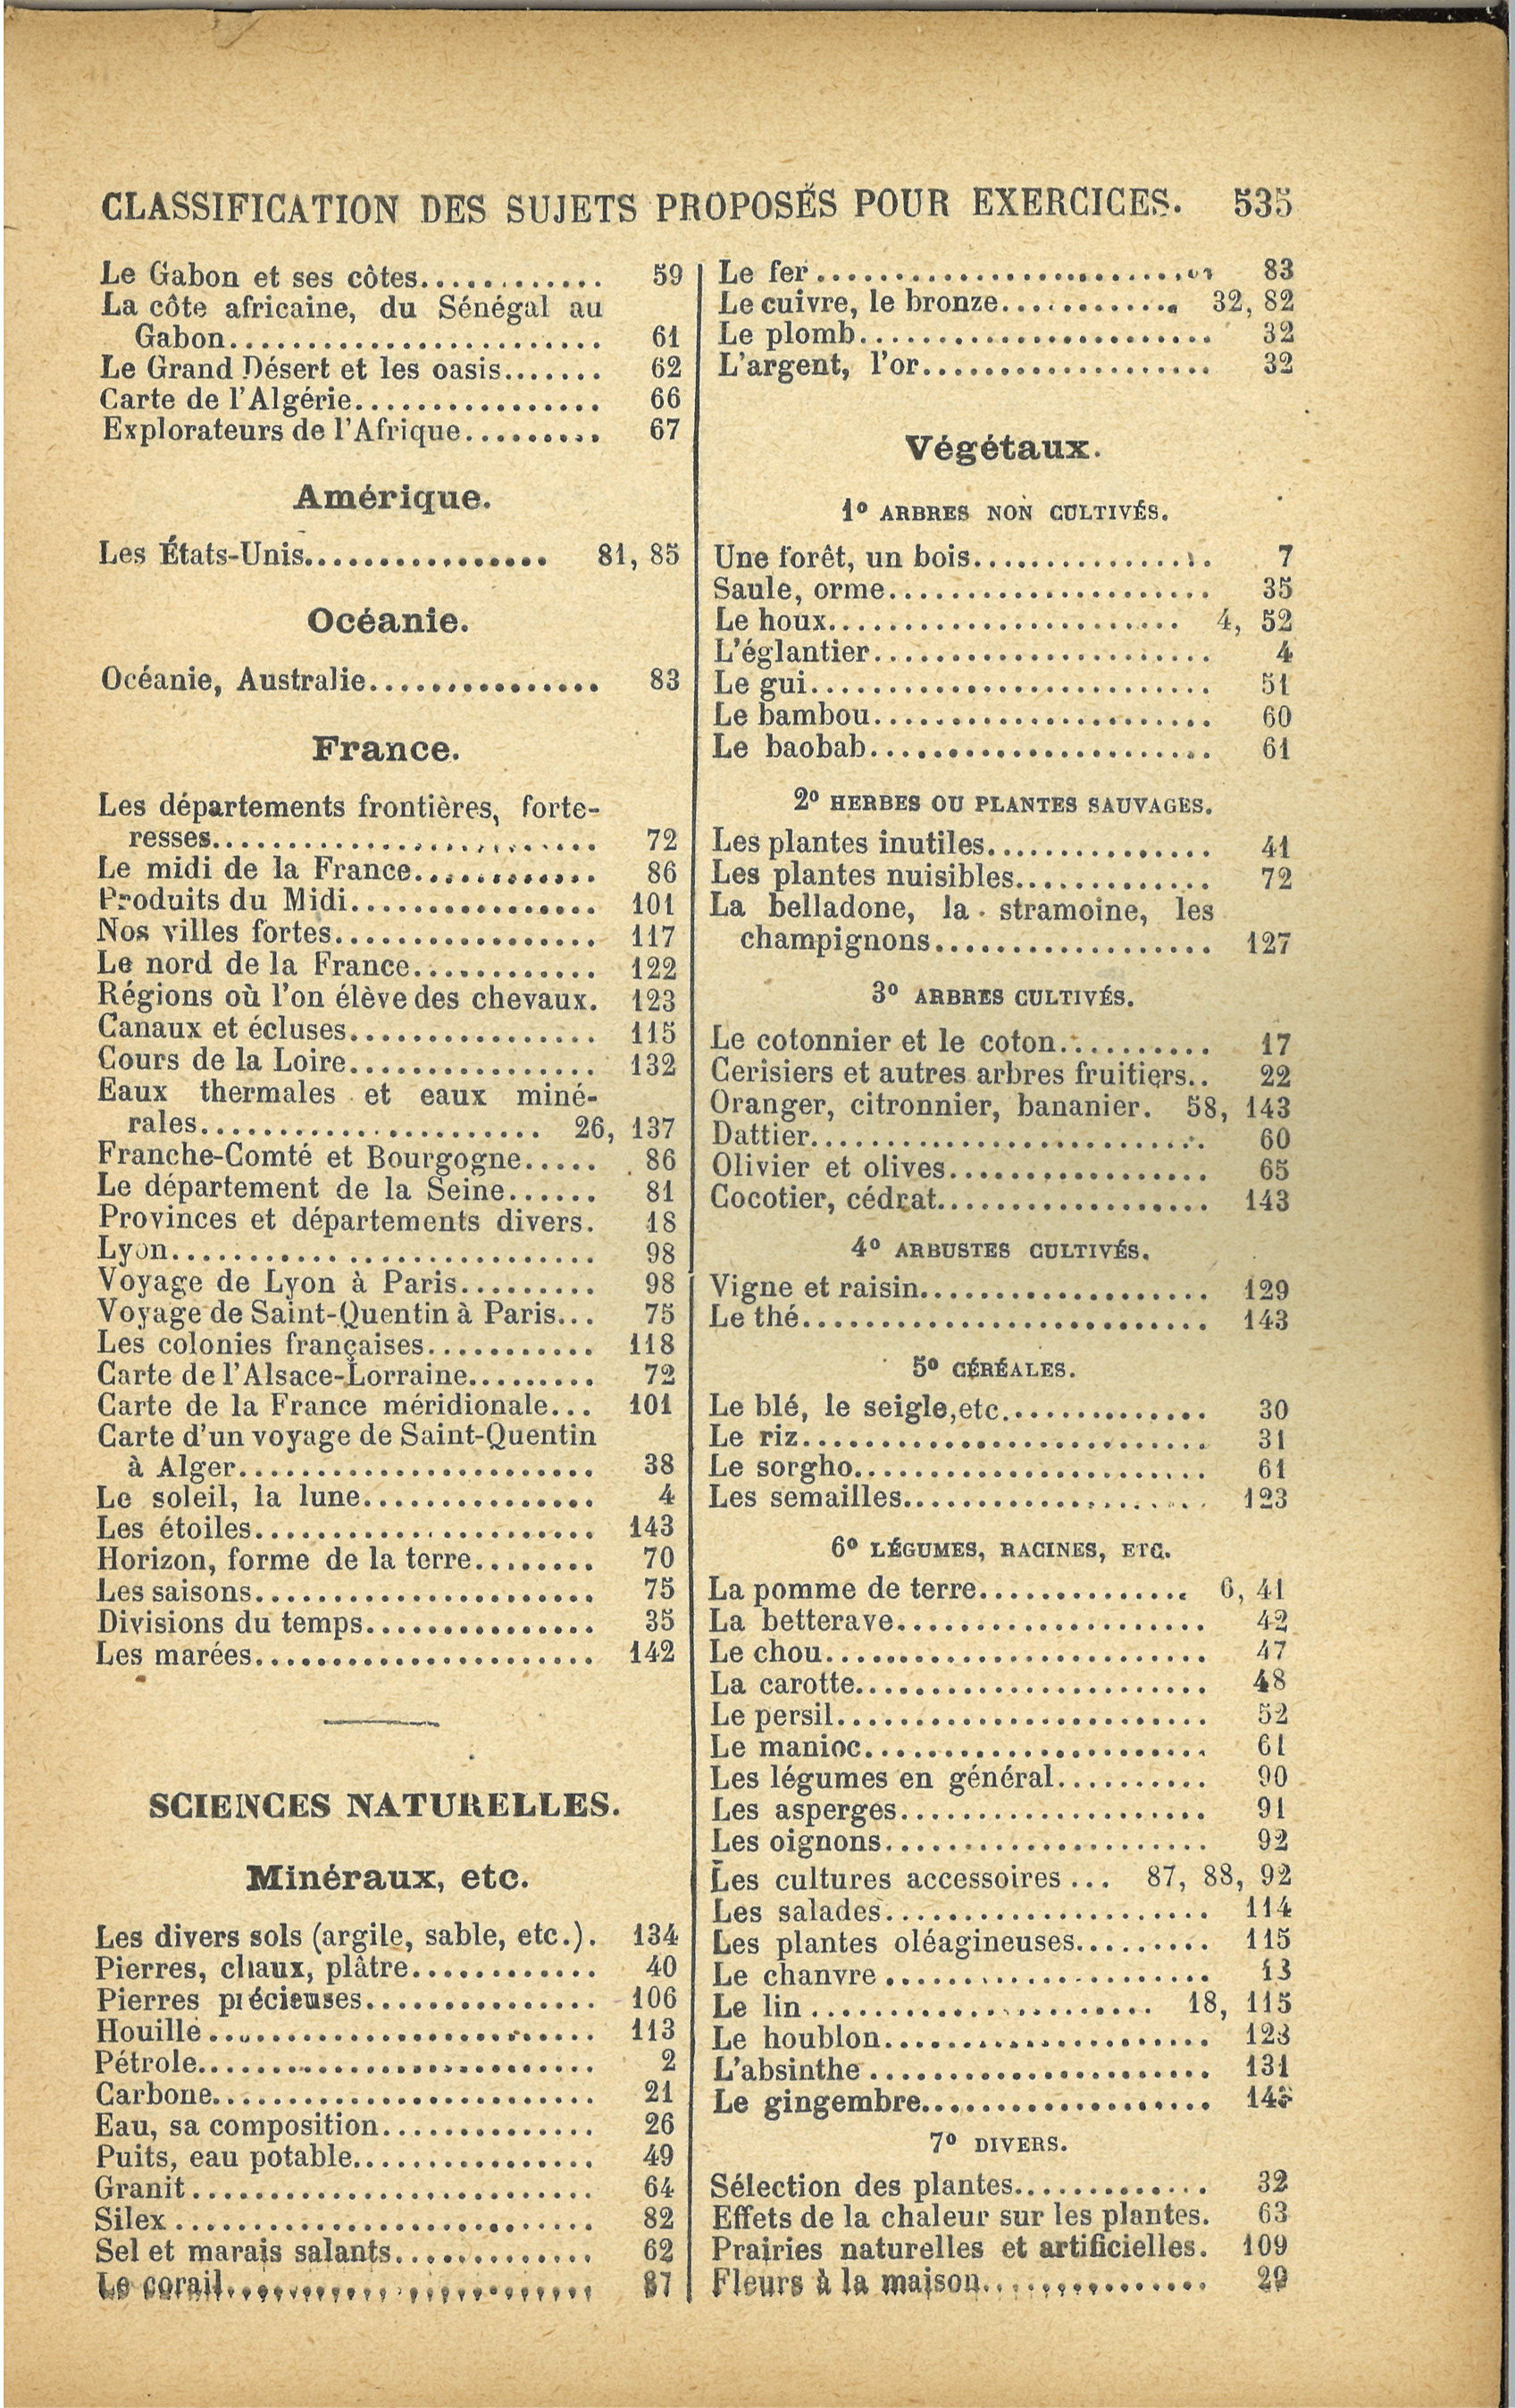 CLASSIFICATION DES SUJETS PROPOSÉS POUR EXERCICES. 535
Le Gabon et ses côtes............ 59
La côte africaine, du Sénégal au
Gabon........................ 61
Le Grand Désert et les oasis....... 62
Carte de l'Algérie................ 66
Explorateurs de l'Afrique......... 67
Amérique.
Les États-Unis................ 81, 85
Océanie.
Océanie, Australie............... 83
France.
Les départements frontières, forte-
resses......................... 72
Le midi de la France............ 86
Produits du Midi................ 101
Nos villes fortes................. 117
Le nord de la France............ 122
Régions où l'on élève des chevaux. 123
Canaux et écluses................ 115
Cours de la Loire................ 132
Eaux thermales et eaux miné-
rales...................... 26, 137
Franche-Comté et Bourgogne..... 86
Le département de la Seine...... 81
Provinces et départements divers. 18
Lyon........................... 98
Voyage de Lyon à Paris......... 98
Voyage de Saint-Quentin à Paris... 75
Les colonies françaises........... 118
Carte de l'Alsace-Lorraine......... 72
Carte de la France méridionale... 101
Carte d'un voyage de Saint-Quentin
à Alger....................... 38
Le soleil, la lune............... 4
Les étoiles...................... 143
Horizon, forme de la terre........ 70
Les saisons...................... 75
Divisions du temps............... 35
Les marées...................... 142
SCIENCES NATURELLES.
Minéraux, etc.
Les divers sols (argile, sable, etc.). 134
Pierres, chaux, plâtre............ 40
Pierres précieuses............... 106
Houille......................... 113
Pétrole.......................... 2
Carbone......................... 21
Eau, sa composition.............. 26
Puits, eau potable................ 49
Granit.......................... 64
Silex........................... 82
Sel et marais salants............. 62
Le corail........................ 87
Le fer.......................... 83
Le cuivre, le bronze............ 32, 82
Le plomb....................... 32
L'argent, l'or................... 32
Végétaux.
1º ARBRES NON CULTIVÉS.
Une forêt, un bois............... 7
Saule, orme..................... 35
Le houx....................... 4, 52
L'églantier...................... 4
Le gui.......................... 51
Le bambou...................... 60
Le baobab...................... 61
2º HERBES OU PLANTES SAUVAGES.
Les plantes inutiles............... 41
Les plantes nuisibles............. 72
La belladone, la stramoine, les
champignons.................. 127
3º ARBRES CULTIVÉS.
Le cotonnier et le coton.......... 17
Cerisiers et autres arbres fruitiers.. 22
Oranger, citronnier, bananier. 58, 143
Dattier.......................... 60
Olivier et olives................. 65
Cocotier, cédrat.................. 143
4º ARBUSTES CULTIVÉS.
Vigne et raisin................... 129
Le thé.......................... 143
5º CÉRÉALES.
Le blé, le seigle, etc.............. 30
Le riz.......................... 31
Le sorgho....................... 61
Les semailles.................... 123
6º LÉGUMES, RACINES, ETC.
La pomme de terre.............. 6, 41
La betterave.................... 42
Le chou......................... 47
La carotte....................... 48
Le persil........................ 52
Le manioc...................... 61
Les légumes en général.......... 90
Les asperges.................... 91
Les oignons..................... 92
Les cultures accessoires... 87, 88, 92
Les salades..................... 114
Les plantes oléagineuses......... 115
Le chanvre..................... 13
Le lin...................... 18, 115
Le houblon..................... 123
L'absinthe...................... 131
Le gingembre...................
7º DIVERS.
Sélection des plantes............. 32
Effets de la chaleur sur les plantes. 63
Prairies naturelles et artificielles. 109
Fleurs à la maison............... 29